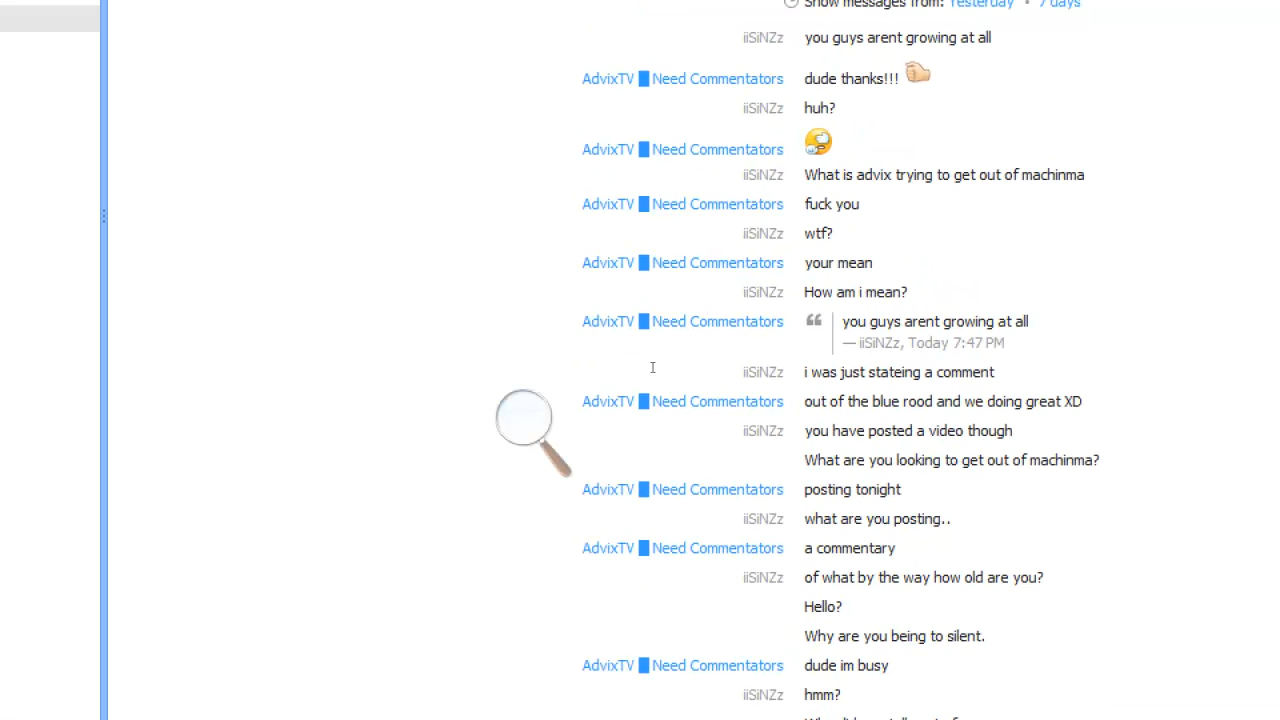 Show messages from: Yesterday • 7 days
iiSiNZz you guys arent growing at all
AdvixTV █ Need Commentators dude thanks!!!
iiSiNZz huh?
AdvixTV █ Need Commentators
iiSiNZz What is advix trying to get out of machinma
AdvixTV █ Need Commentators fuck you
iiSiNZz wtf?
AdvixTV █ Need Commentators your mean
iiSiNZz How am i mean?
AdvixTV █ Need Commentators ❝ you guys arent growing at all
— iiSiNZz, Today 7:47 PM
iiSiNZz i was just stateing a comment
AdvixTV █ Need Commentators out of the blue rood and we doing great XD
iiSiNZz you have posted a video though
What are you looking to get out of machinma?
AdvixTV █ Need Commentators posting tonight
iiSiNZz what are you posting..
AdvixTV █ Need Commentators a commentary
iiSiNZz of what by the way how old are you?
Hello?
Why are you being to silent.
AdvixTV █ Need Commentators dude im busy
iiSiNZz hmm?